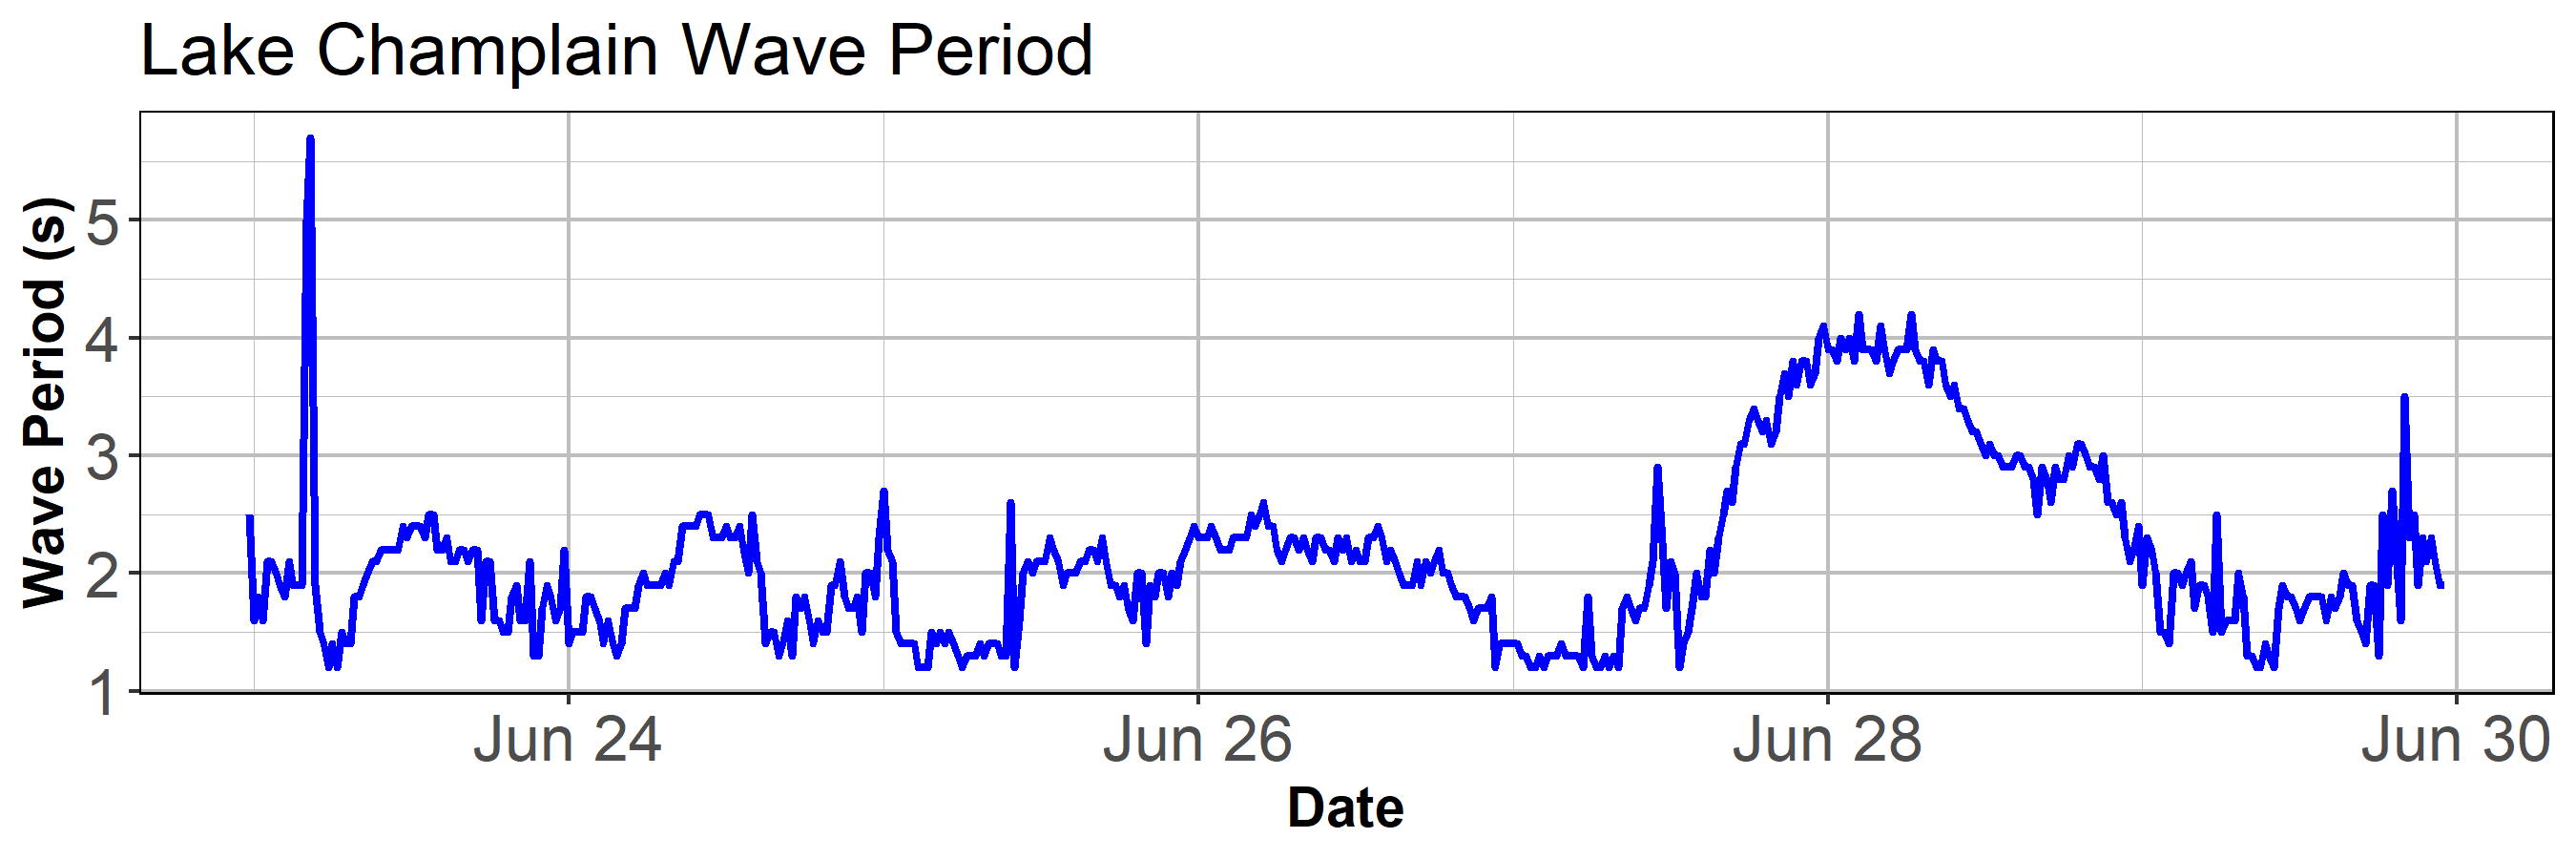 Lake Champlain Wave Period
Wave Period (s)
5
4
3
2
1
Jun 24
Jun 26
Jun 28
Jun 30
Date